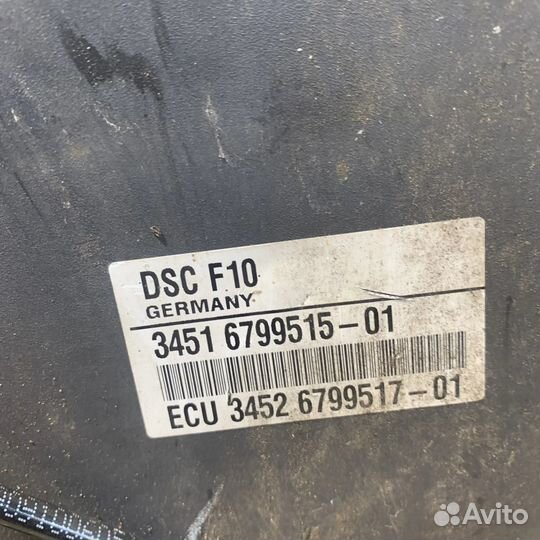 DSC F10
GERMANY
3451 6799515-01
ECU 3452 6799517-01
Avito